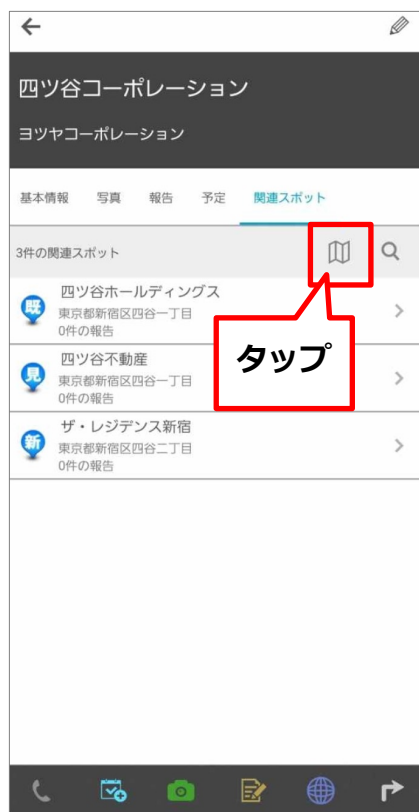 四ツ谷コーポレーション
ヨツヤコーポレーション
基本情報 写真 報告 予定 関連スポット
3件の関連スポット
既
四ツ谷ホールディングス
東京都新宿区四谷一丁目
0件の報告
タップ
見
四ツ谷不動産
東京都新宿区四谷一丁目
0件の報告
新
ザ・レジデンス新宿
東京都新宿区四谷二丁目
0件の報告